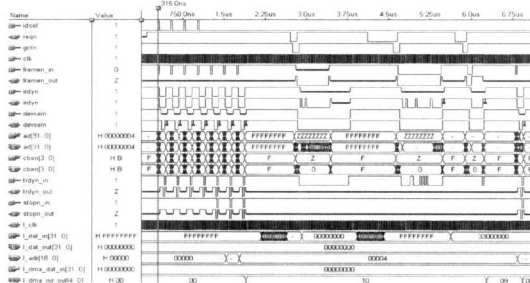 315.0ns
Name Value 750.0ns 1.5us 2.25us 3.0us 3.75us 4.5us 5.25us 6.0us 6.75us
idsel 1
reqn 1
gntn 1
clk 1
framen_in 0
framen_out Z
irdyn 1
irdyn 1
devseln 1
devseln 1
ad[31..0] H 00000004 FFFFFFFF ZZZZZZZZ FFFFFFFF ZZZZZZZZ
ad[31..0] H 00000004 FFFFFFFF FFFFFFFF
cben[3..0] H B F F Z F Z F Z F
cben[3..0] H B F F 0 F 0 F 0 F
trdyn_in 1
trdyn_out Z
stopn_in 1
stopn_out Z
l_clk 1
l_dat_in[31..0] H FFFFFFFF FFFFFFFF 00000000 FFFFFFFF 33000000
l_dat_out[31..0] H 00000000 00000000
l_adr[18..0] H 00000 00000 00004
l_dma_dat_in[31..0] H 00000000 00000000
H 00 00 10 09